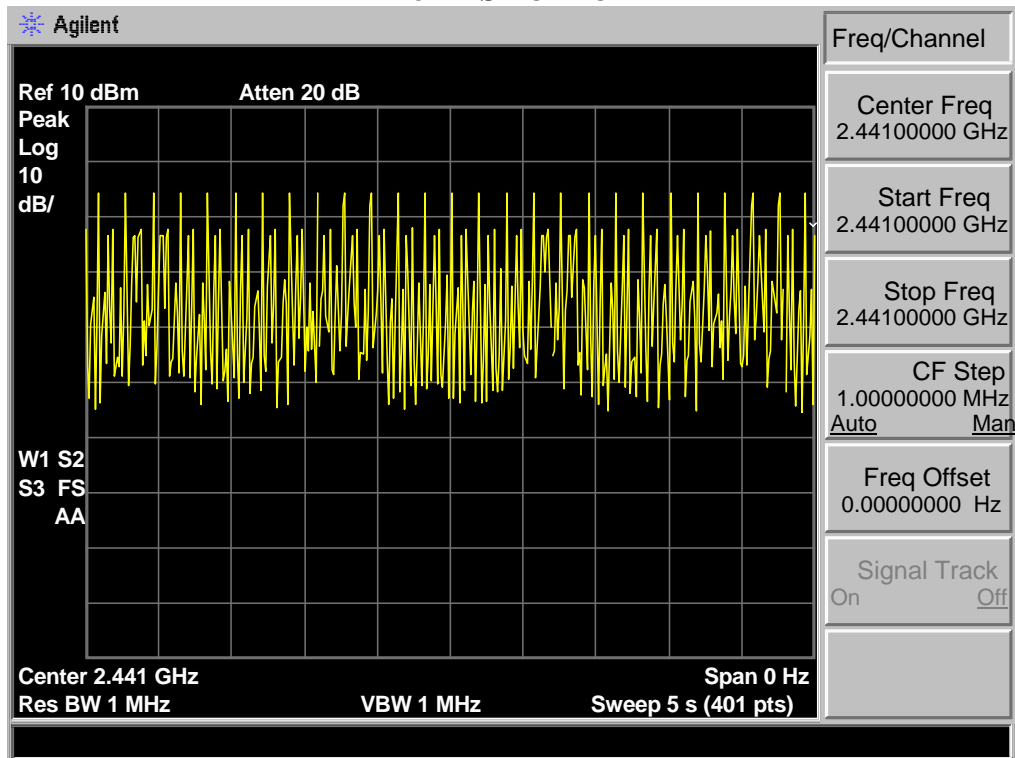 Agilent
Freq/Channel
Ref 10 dBm Atten 20 dB
Peak
Log
10
dB/
W1 S2
S3 FS
AA
Center 2.441 GHz Span 0 Hz
Res BW 1 MHz VBW 1 MHz Sweep 5 s (401 pts)
Center Freq
2.44100000 GHz
Start Freq
2.44100000 GHz
Stop Freq
2.44100000 GHz
CF Step
1.00000000 MHz
Auto Man
Freq Offset
0.00000000 Hz
Signal Track
On Off